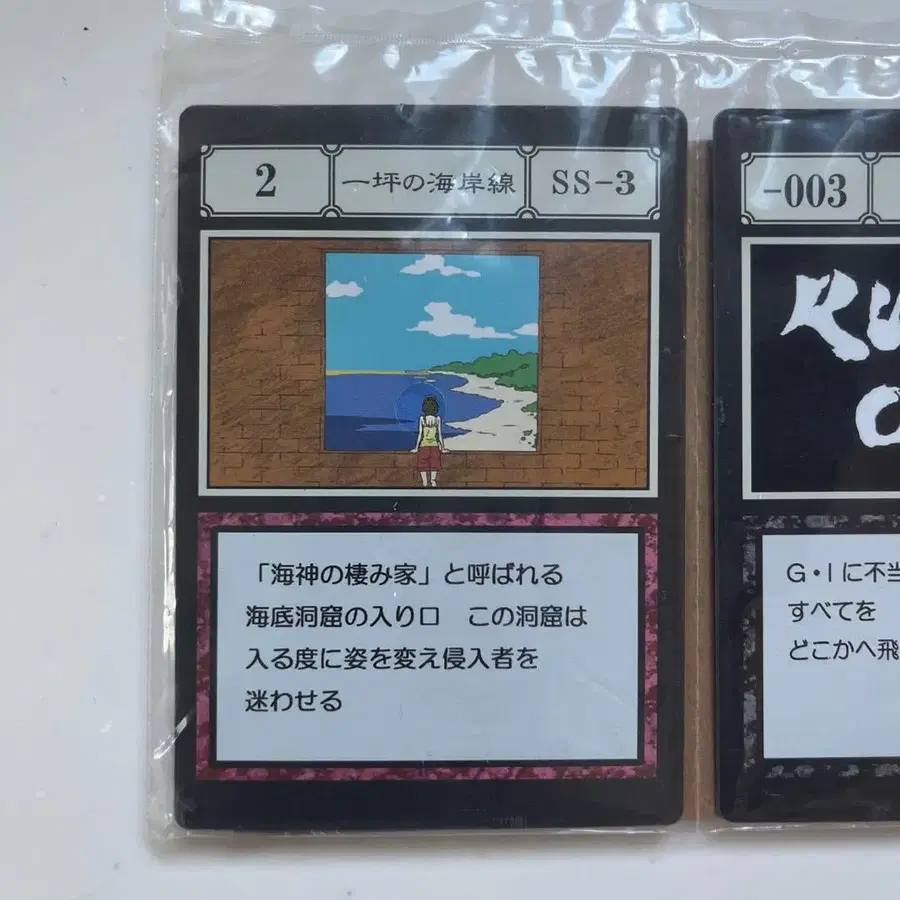 2
一坪の海岸線
SS-3
「海神の棲み家」と呼ばれる
海底洞窟の入り口 この洞窟は
入る度に姿を変え侵入者を
迷わせる
-003
RU
G・Iに不当
すべてを
どこかへ飛